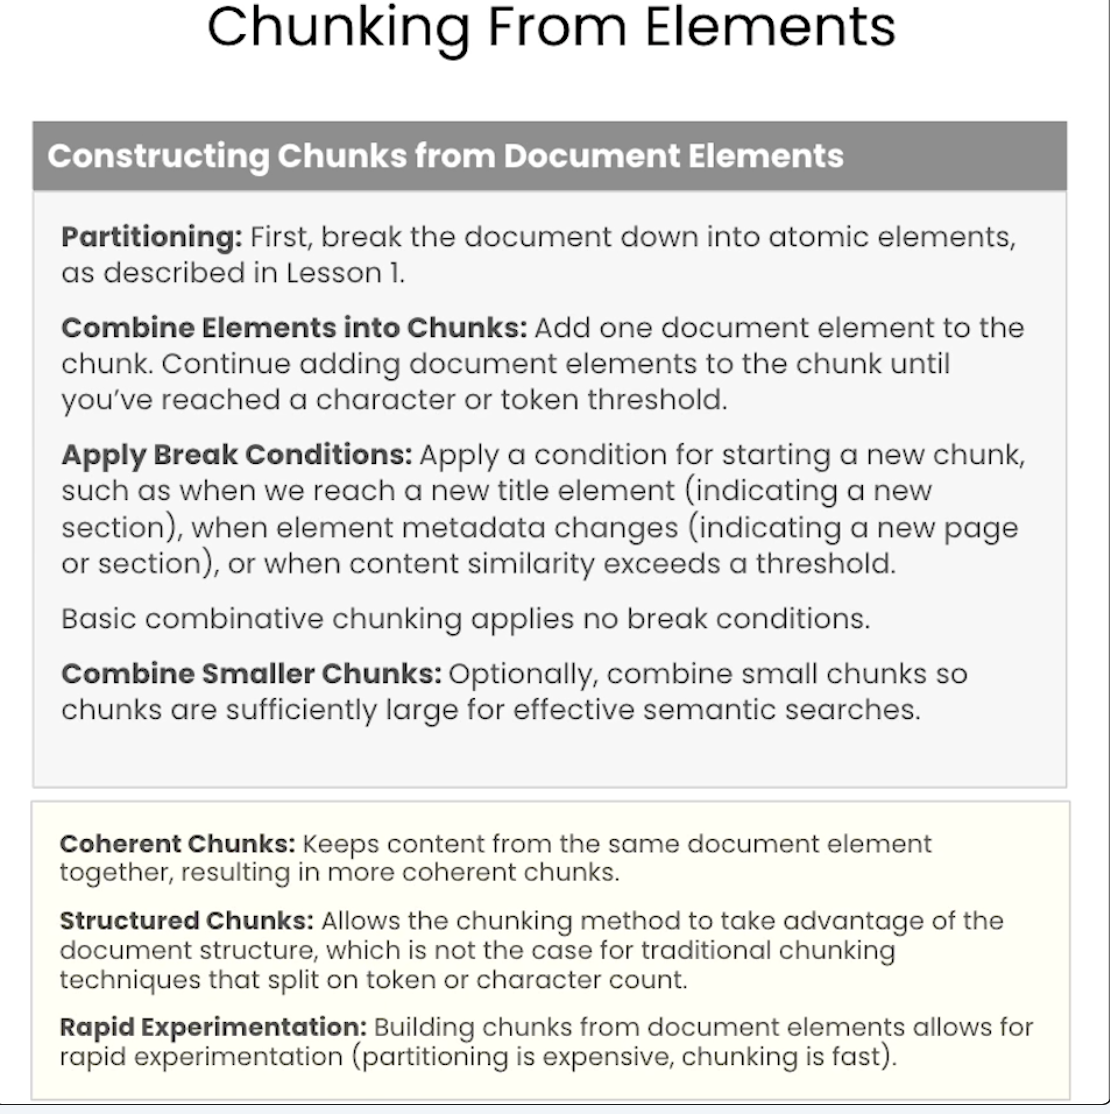 Chunking From Elements
Constructing Chunks from Document Elements
Partitioning: First, break the document down into atomic elements,
as described in Lesson 1.
Combine Elements into Chunks: Add one document element to the
chunk. Continue adding document elements to the chunk until
you’ve reached a character or token threshold.
Apply Break Conditions: Apply a condition for starting a new chunk,
such as when we reach a new title element (indicating a new
section), when element metadata changes (indicating a new page
or section), or when content similarity exceeds a threshold.
Basic combinative chunking applies no break conditions.
Combine Smaller Chunks: Optionally, combine small chunks so
chunks are sufficiently large for effective semantic searches.
Coherent Chunks: Keeps content from the same document element
together, resulting in more coherent chunks.
Structured Chunks: Allows the chunking method to take advantage of the
document structure, which is not the case for traditional chunking
techniques that split on token or character count.
Rapid Experimentation: Building chunks from document elements allows for
rapid experimentation (partitioning is expensive, chunking is fast).